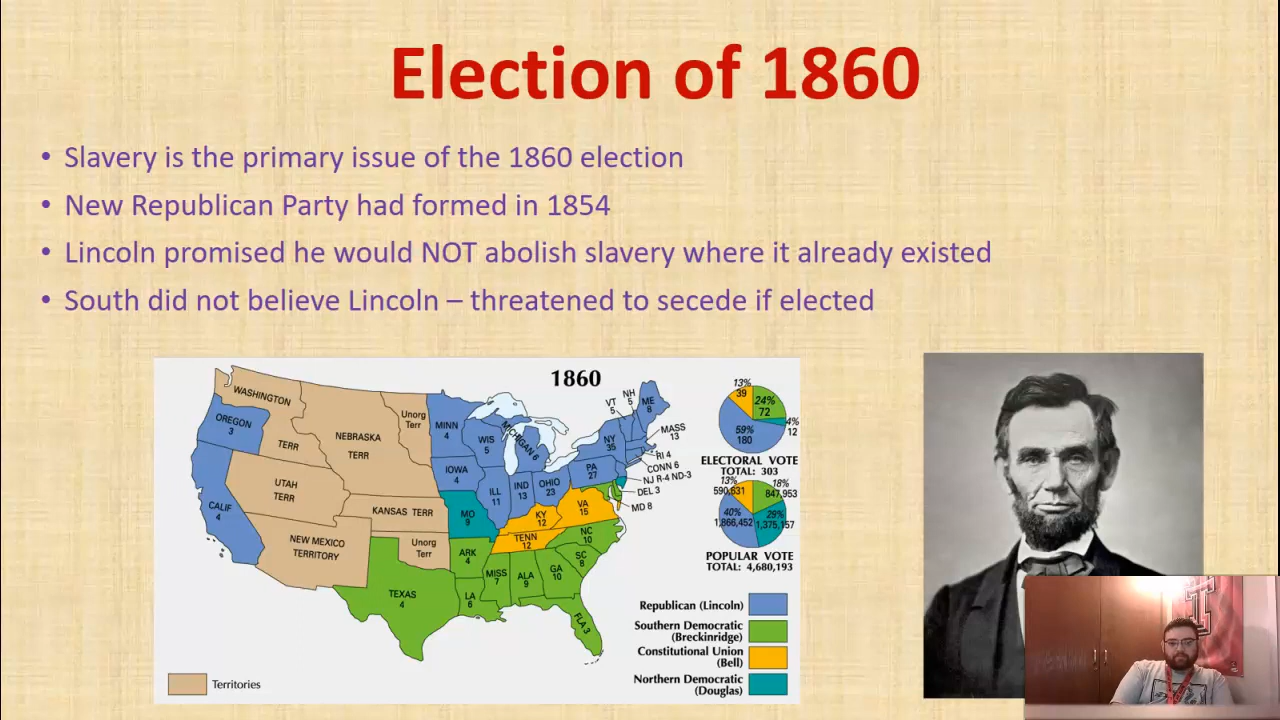 Election of 1860
• Slavery is the primary issue of the 1860 election
• New Republican Party had formed in 1854
• Lincoln promised he would NOT abolish slavery where it already existed
• South did not believe Lincoln – threatened to secede if elected
1860
WASHINGTON
TERR
OREGON
3
CALIF
4
UTAH
TERR
NEBRASKA
TERR
Unorg
Terr
KANSAS TERR
NEW MEXICO
TERRITORY
Unorg
Terr
TEXAS
4
MINN
4
IOWA
4
MO
9
ARK
4
LA
6
WIS
5
ILL
11
MICHIGAN 6
IND
13
OHIO
23
KY
12
TENN
12
MISS
7
ALA
9
GA
10
FLA 3
SC
8
NC
10
VA
15
PA
27
NY
35
VT
5
NH
5
ME
8
MASS
13
RI 4
CONN 6
NJ R-4 ND-3
DEL 3
MD 8
13%
39
24%
72
4%
12
59%
180
ELECTORAL VOTE
TOTAL: 303
13%
590,631
18%
847,953
29%
1,375,157
40%
1,866,452
POPULAR VOTE
TOTAL: 4,680,193
Republican (Lincoln)
Southern Democratic
(Breckinridge)
Constitutional Union
(Bell)
Northern Democratic
(Douglas)
Territories